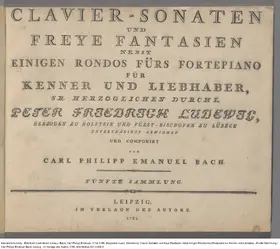 CLAVIER-SONATEN
UND
FREYE FANTASIEN
NEBST
EINIGEN RONDOS FÜRS FORTEPIANO
FÜR
KENNER UND LIEBHABER,
SR HERZOGLICHEN DURCHL.
PETER FRIEDRICH LUDEWIG,
HERZOGEN ZU HOLSTEIN UND FÜRST-BISCHOFEN ZU LÜBECK
UNTERTHÄNIGST GEWIDMET
UND COMPONIRT
VON
CARL PHILIPP EMANUEL BACH.
FÜNFTE SAMMLUNG.
LEIPZIG,
IM VERLAGE DES AUTORS.